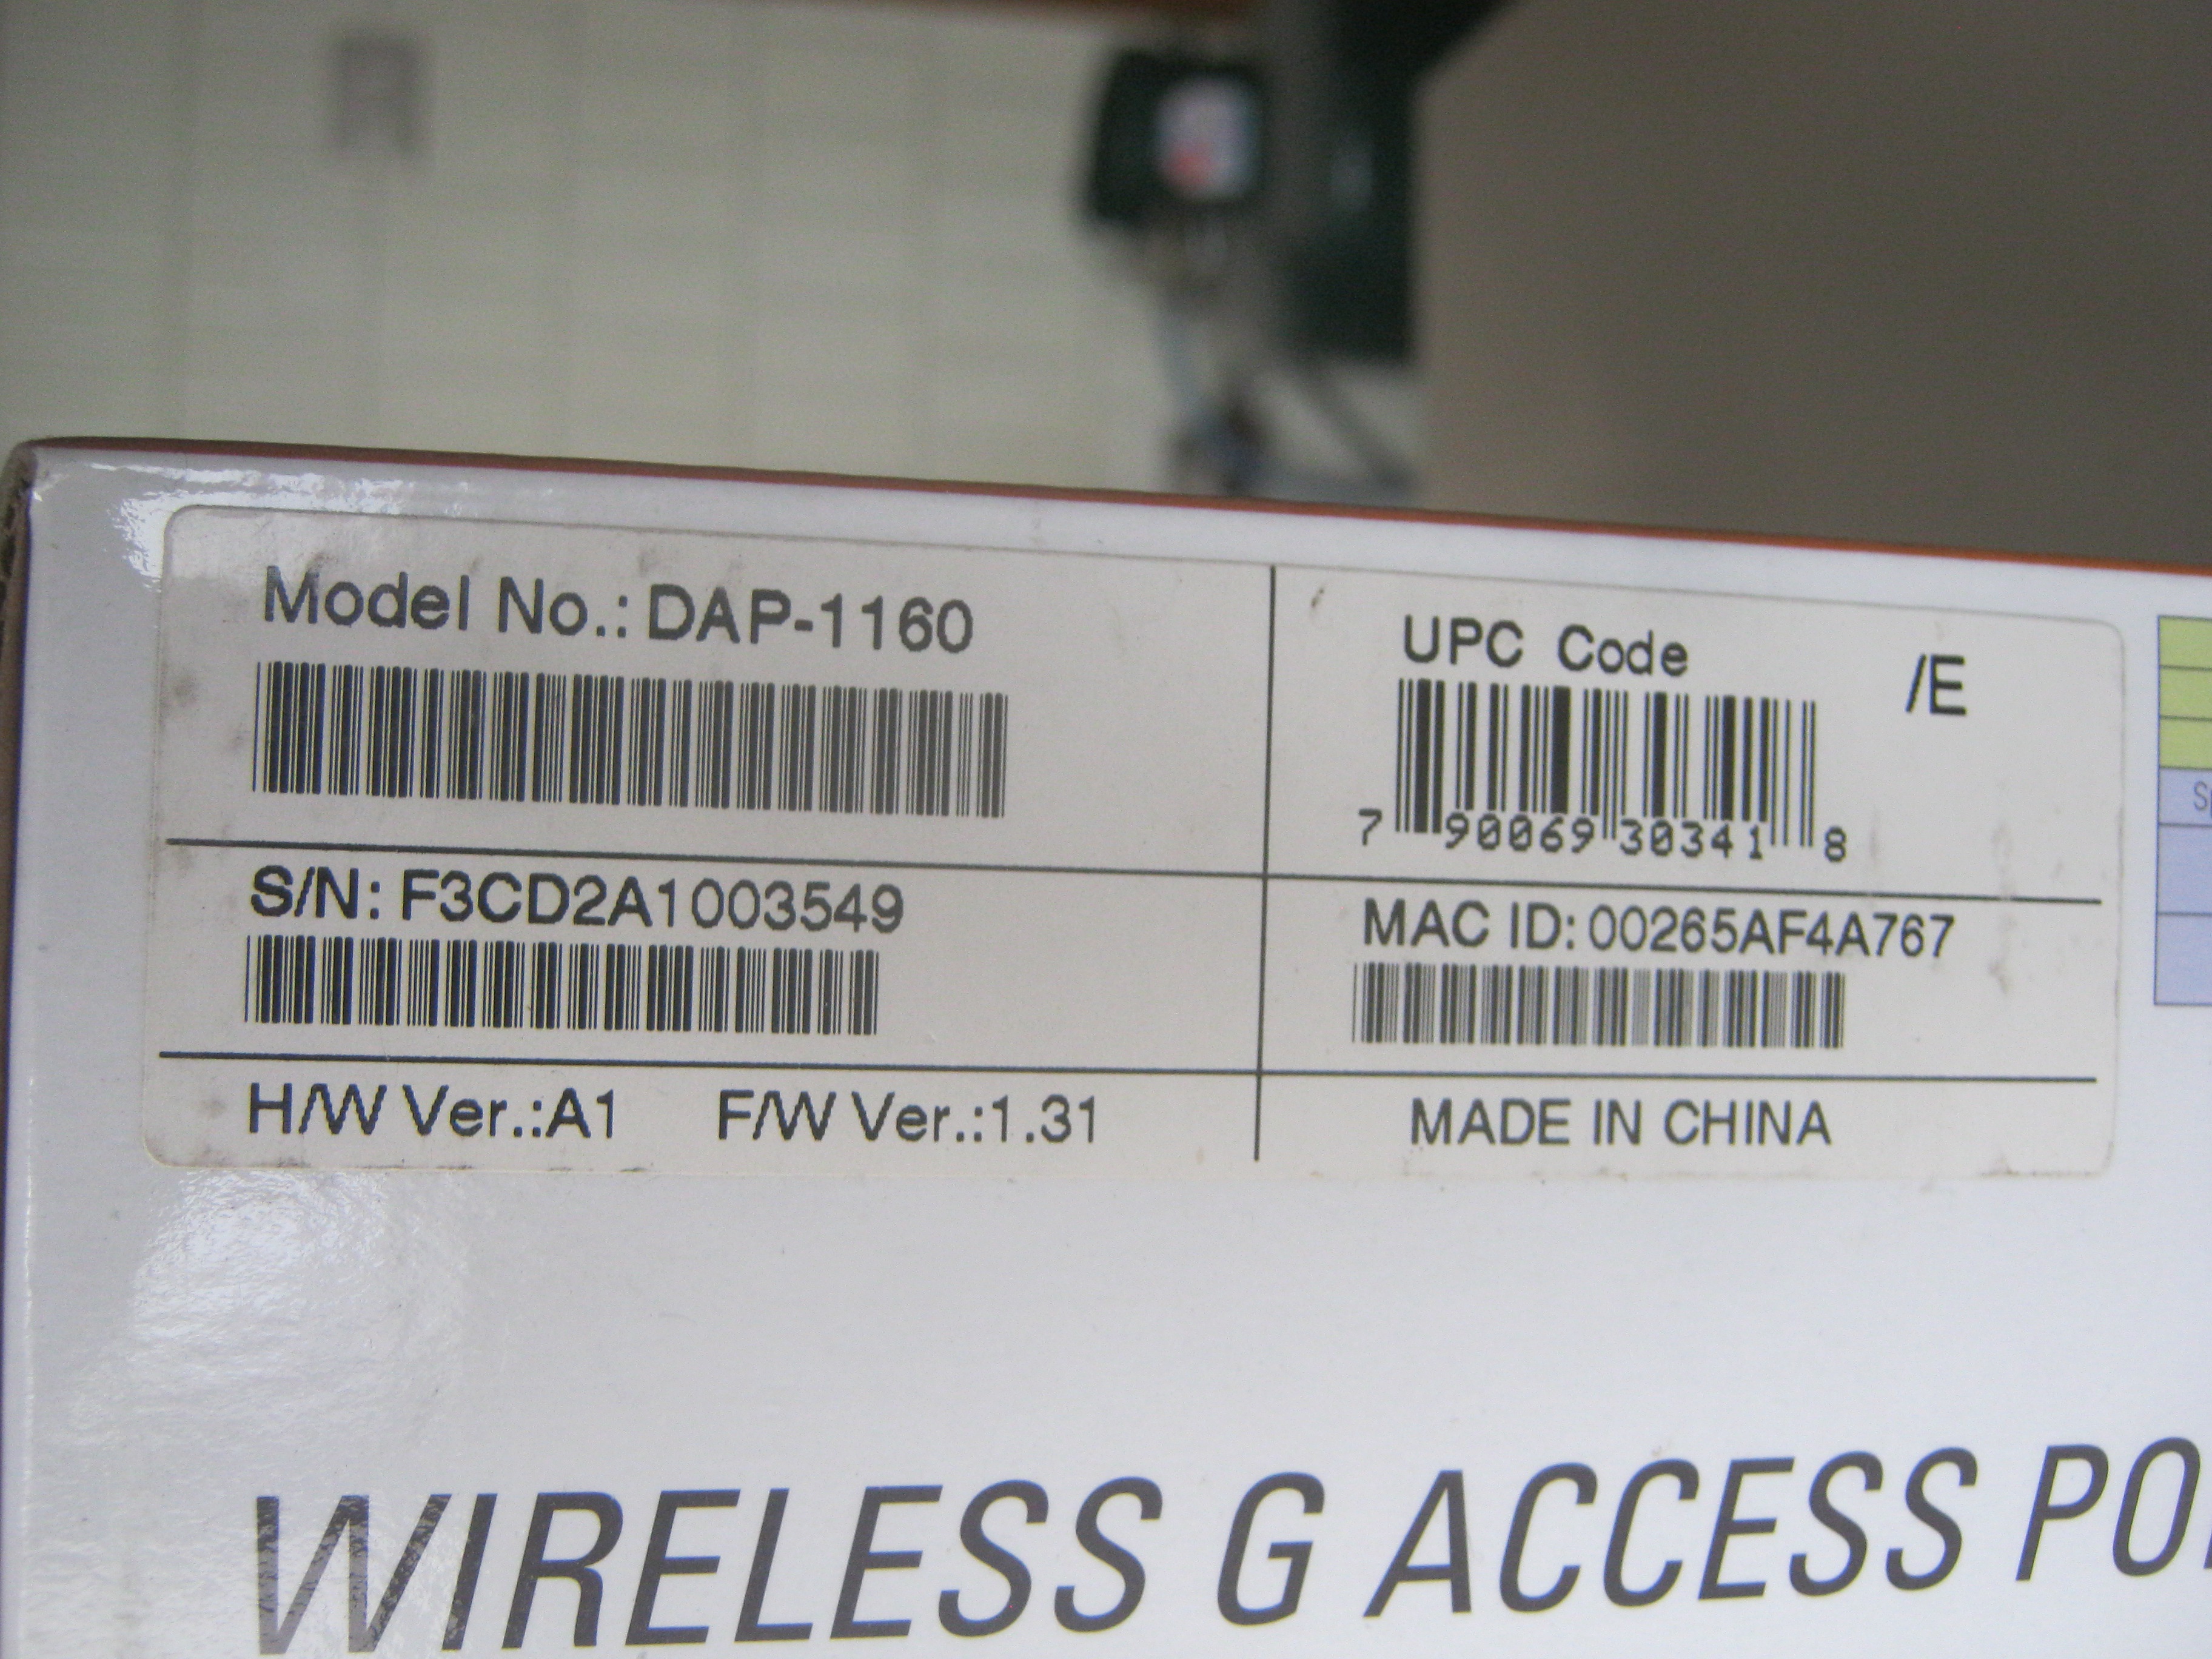 Model No.: DAP-1160
UPC Code /E
7 90069 30341 8
S/N: F3CD2A1003549
MAC ID: 00265AF4A767
H/W Ver.:A1 F/W Ver.:1.31
MADE IN CHINA
WIRELESS G ACCESS